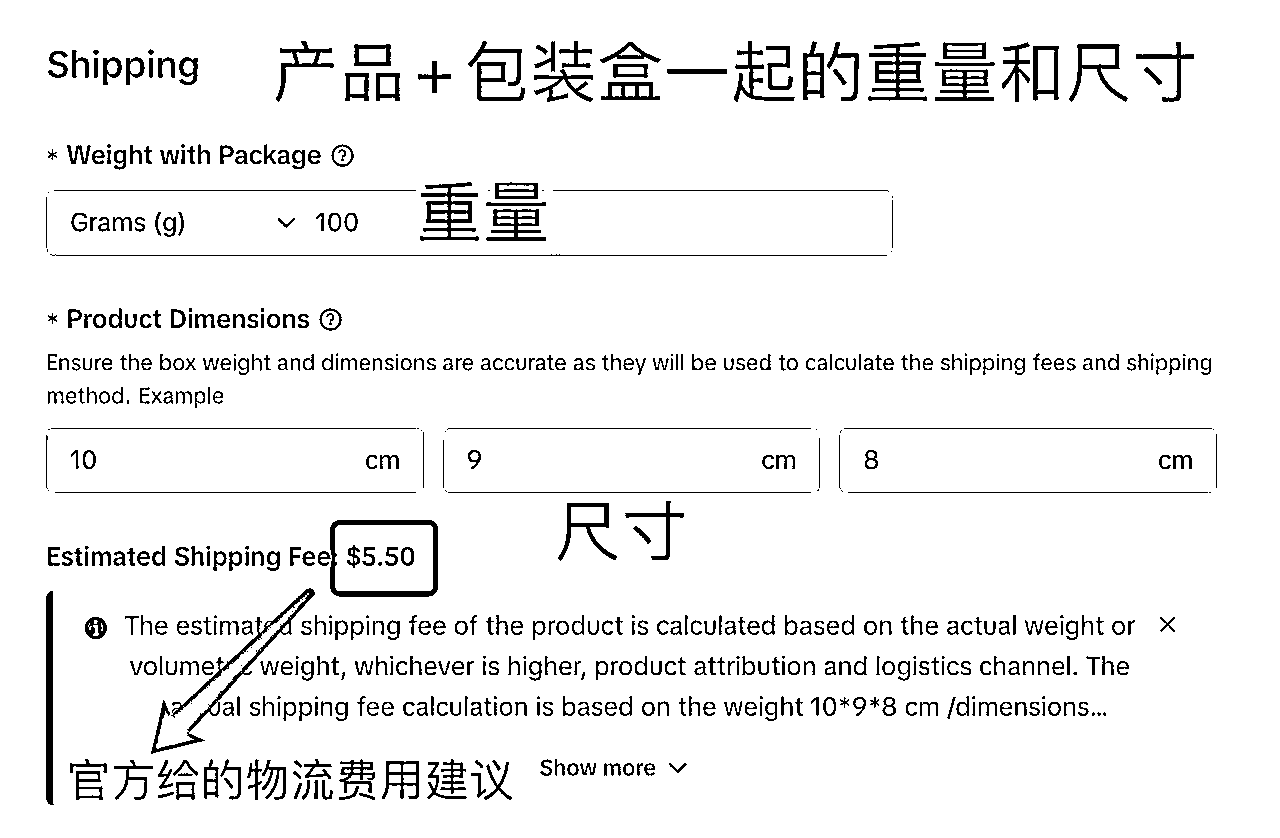 Shipping 产品+包装盒一起的重量和尺寸
* Weight with Package
Grams (g) 100 重量
* Product Dimensions
Ensure the box weight and dimensions are accurate as they will be used to calculate the shipping fees and shipping
method. Example
10 cm 9 cm 8 cm
尺寸
Estimated Shipping Fee: $5.50
The estimated shipping fee of the product is calculated based on the actual weight or
weight, whichever is higher, product attribution and logistics channel. The
shipping fee calculation is based on the weight 10*9*8 cm /dimensions...
官方给的物流费用建议 Show more